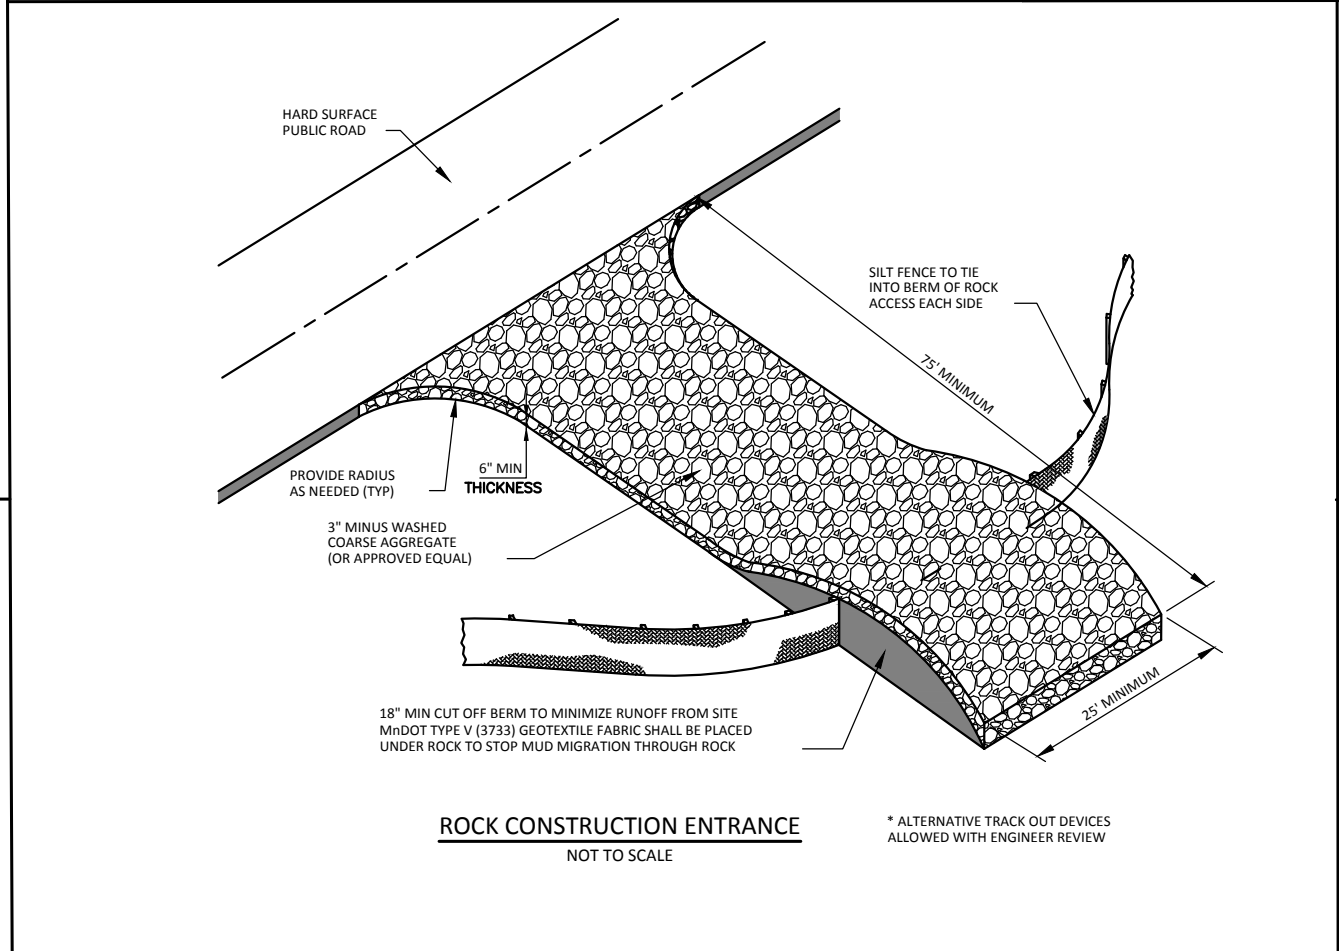 HARD SURFACE
PUBLIC ROAD
SILT FENCE TO TIE
INTO BERM OF ROCK
ACCESS EACH SIDE
75' MINIMUM
PROVIDE RADIUS
AS NEEDED (TYP)
6" MIN
THICKNESS
3" MINUS WASHED
COARSE AGGREGATE
(OR APPROVED EQUAL)
25' MINIMUM
18" MIN CUT OFF BERM TO MINIMIZE RUNOFF FROM SITE
MnDOT TYPE V (3733) GEOTEXTILE FABRIC SHALL BE PLACED
UNDER ROCK TO STOP MUD MIGRATION THROUGH ROCK
ROCK CONSTRUCTION ENTRANCE
NOT TO SCALE
* ALTERNATIVE TRACK OUT DEVICES
ALLOWED WITH ENGINEER REVIEW